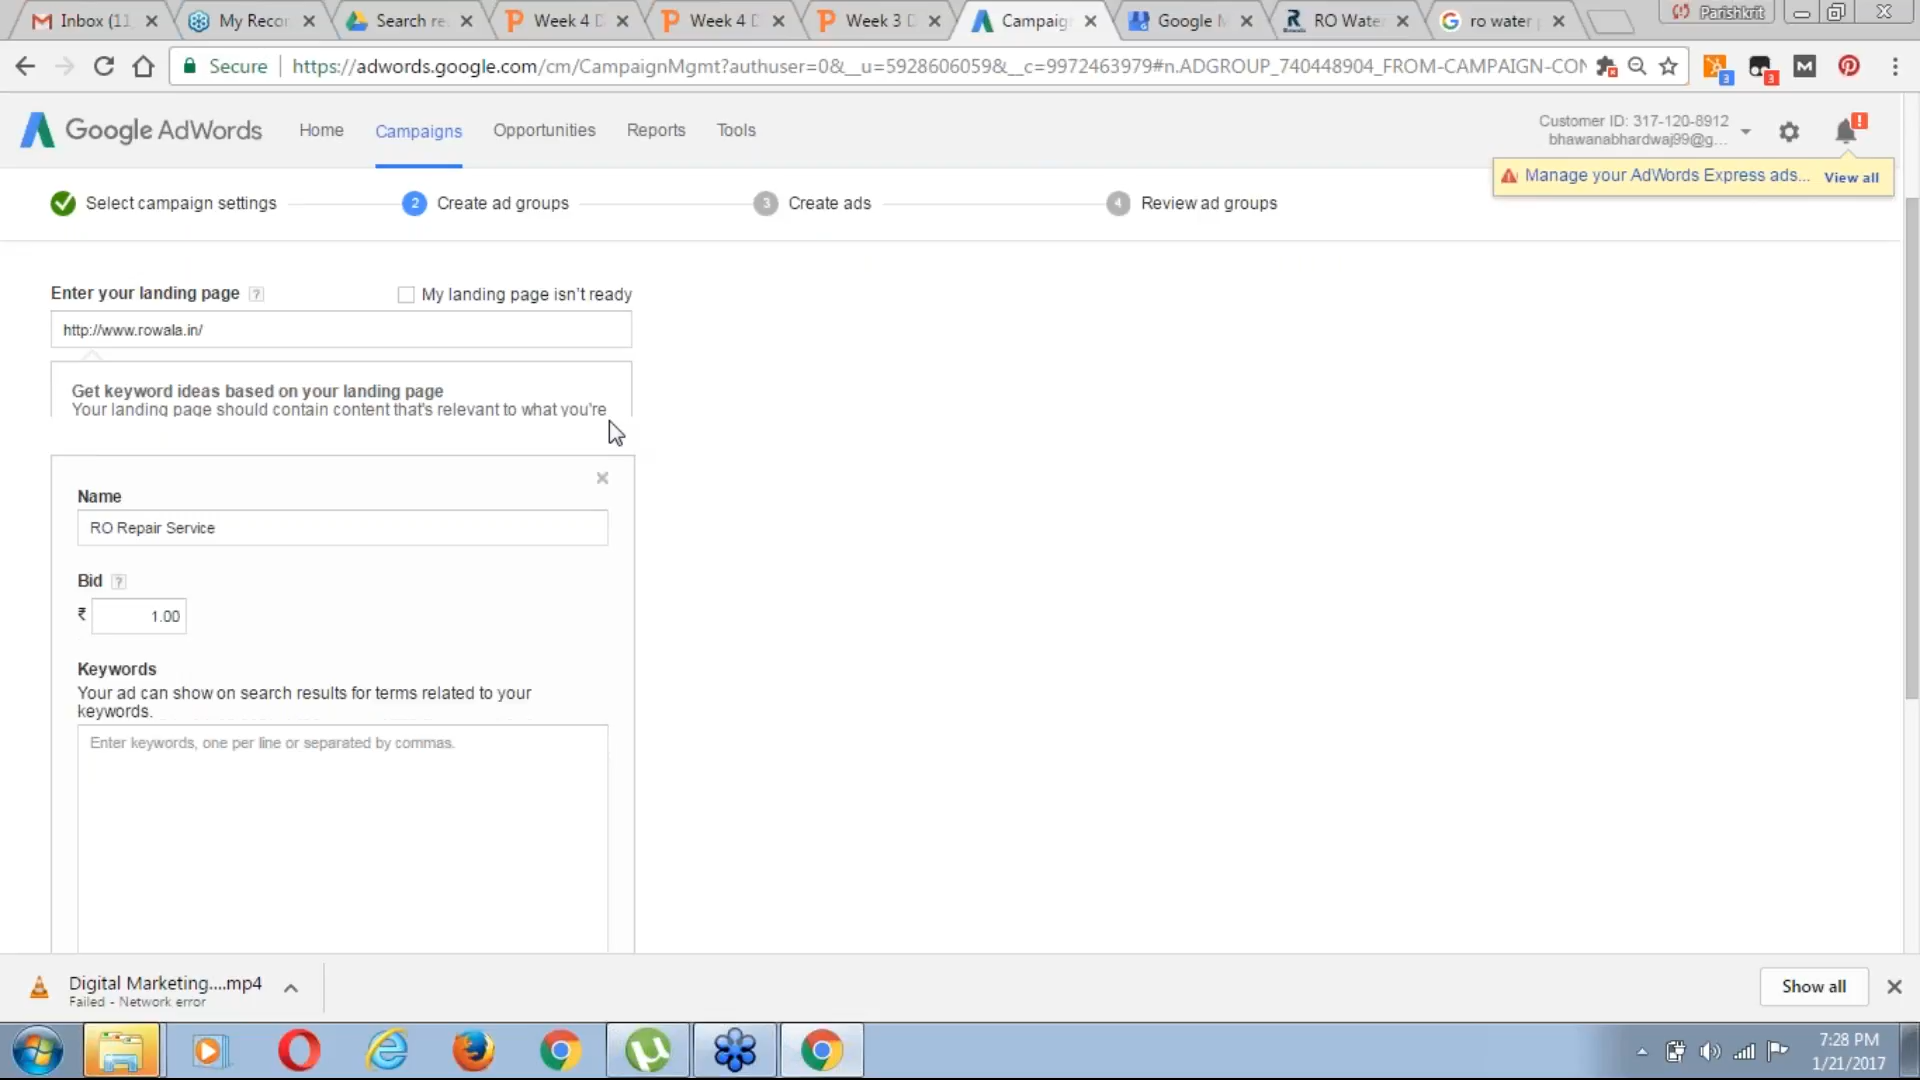 Inbox (11
My Recor
Search re
Week 4 D
Week 4 D
Week 3 D
Campaig
Google M
RO Wate
ro water p
Parishkrit
Secure
https://adwords.google.com/cm/CampaignMgmt?authuser=0&__u=5928606059&__c=9972463979#n.ADGROUP_740448904_FROM-CAMPAIGN-CON
3
3
Google AdWords
Home
Campaigns
Opportunities
Reports
Tools
Customer ID: 317-120-8912
bhawanabhardwaj99@g...
Manage your AdWords Express ads...
View all
Select campaign settings
2 Create ad groups
3 Create ads
4 Review ad groups
Enter your landing page ?
My landing page isn't ready
http://www.rowala.in/
Get keyword ideas based on your landing page
Your landing page should contain content that's relevant to what you're
Name
RO Repair Service
Bid ?
₹ 1.00
Keywords
Your ad can show on search results for terms related to your
keywords.
Enter keywords, one per line or separated by commas.
Digital Marketing....mp4
Failed - Network error
Show all
7:28 PM
1/21/2017